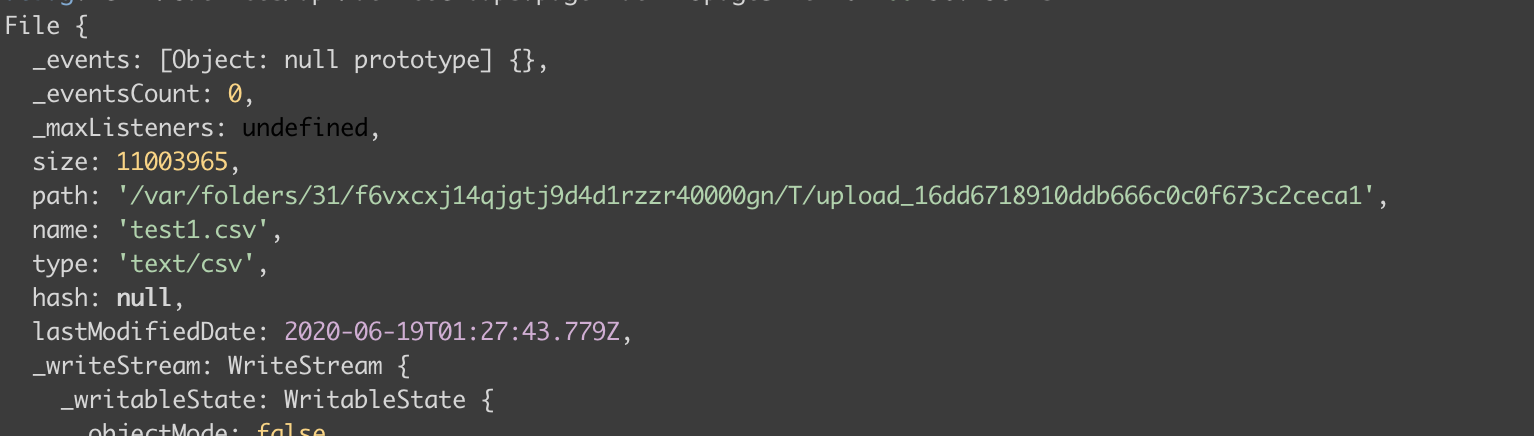 File {
_events: [Object: null prototype] {},
_eventsCount: 0,
_maxListeners: undefined,
size: 11003965,
path: '/var/folders/31/f6vxcxj14qjgtj9d4d1rzzr40000gn/T/upload_16dd6718910ddb666c0c0f673c2ceca1',
name: 'test1.csv',
type: 'text/csv',
hash: null,
lastModifiedDate: 2020-06-19T01:27:43.779Z,
_writeStream: WriteStream {
_writableState: WritableState {
objectMode: false